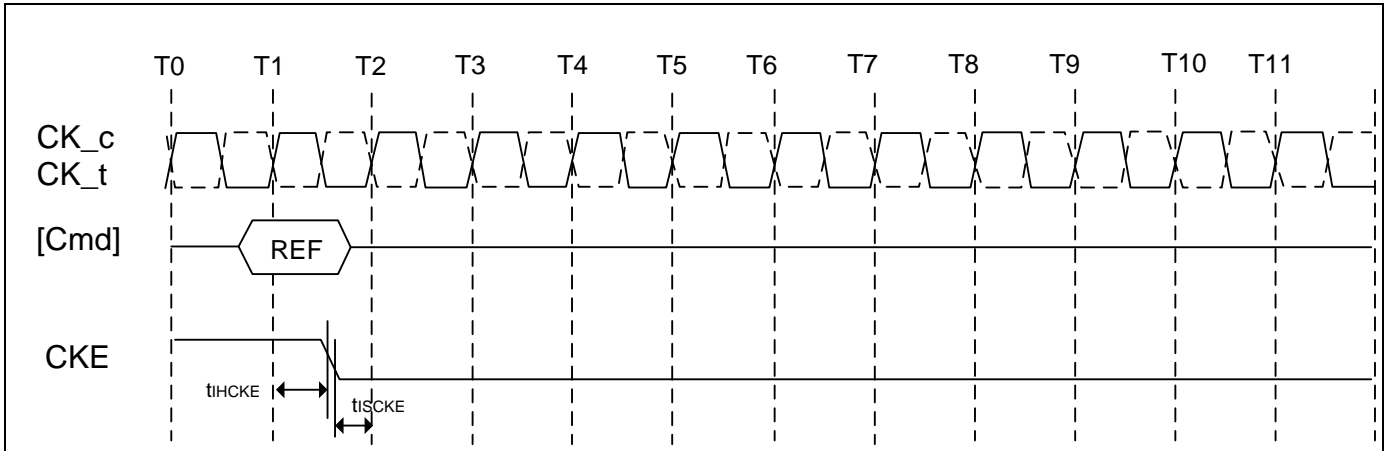 T0 T1 T2 T3 T4 T5 T6 T7 T8 T9 T10 T11
CK_c
CK_t
[Cmd] REF
CKE
tIHCKE
tISCKE